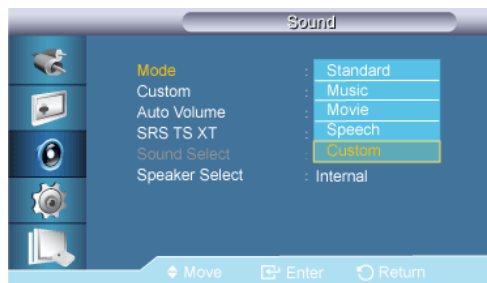 Sound
Mode : Standard
Custom : Music
Auto Volume : Movie
SRS TS XT : Speech
Sound Select : Custom
Speaker Select : Internal
Move Enter Return